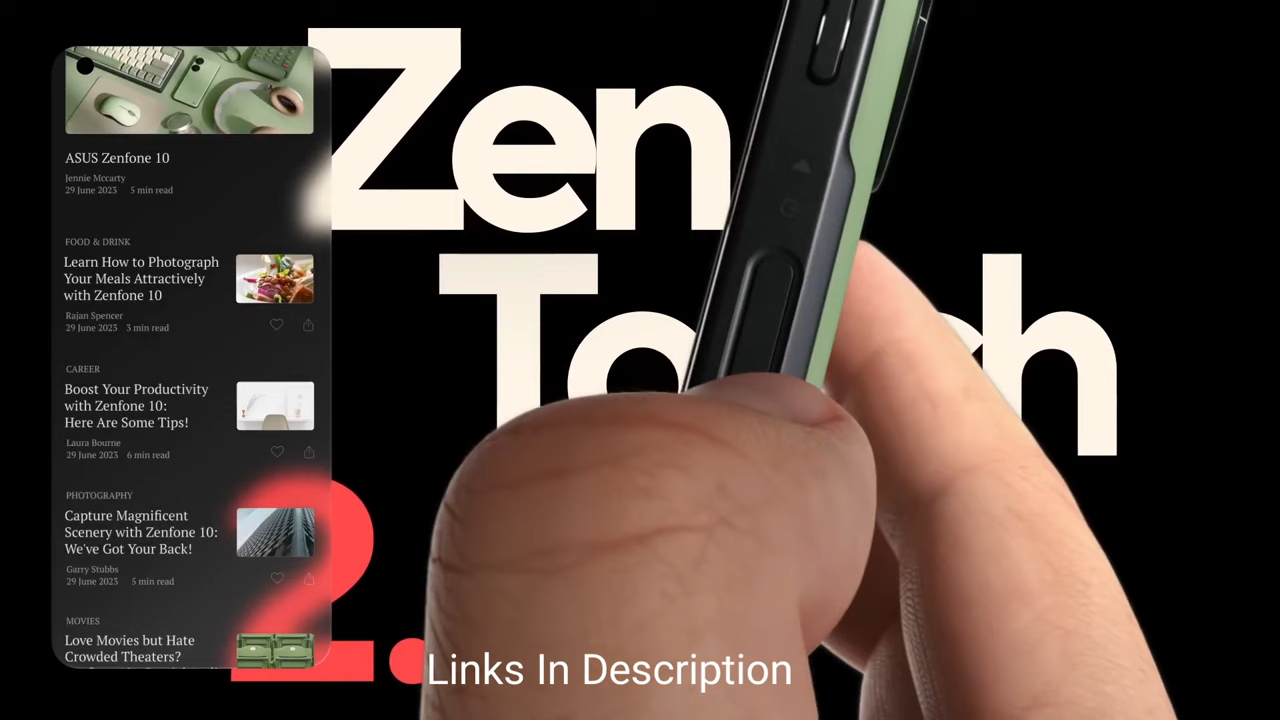 Zen
To ch
2.
ASUS Zenfone 10
Jennie Mccarty
29 June 2023 5 min read
FOOD & DRINK
Learn How to Photograph
Your Meals Attractively
with Zenfone 10
Rajan Spencer
29 June 2023 3 min read
CAREER
Boost Your Productivity
with Zenfone 10:
Here Are Some Tips!
Laura Bourne
29 June 2023 6 min read
PHOTOGRAPHY
Capture Magnificent
Scenery with Zenfone 10:
We've Got Your Back!
Garry Stubbs
29 June 2023 5 min read
MOVIES
Love Movies but Hate
Crowded Theaters?
Links In Description